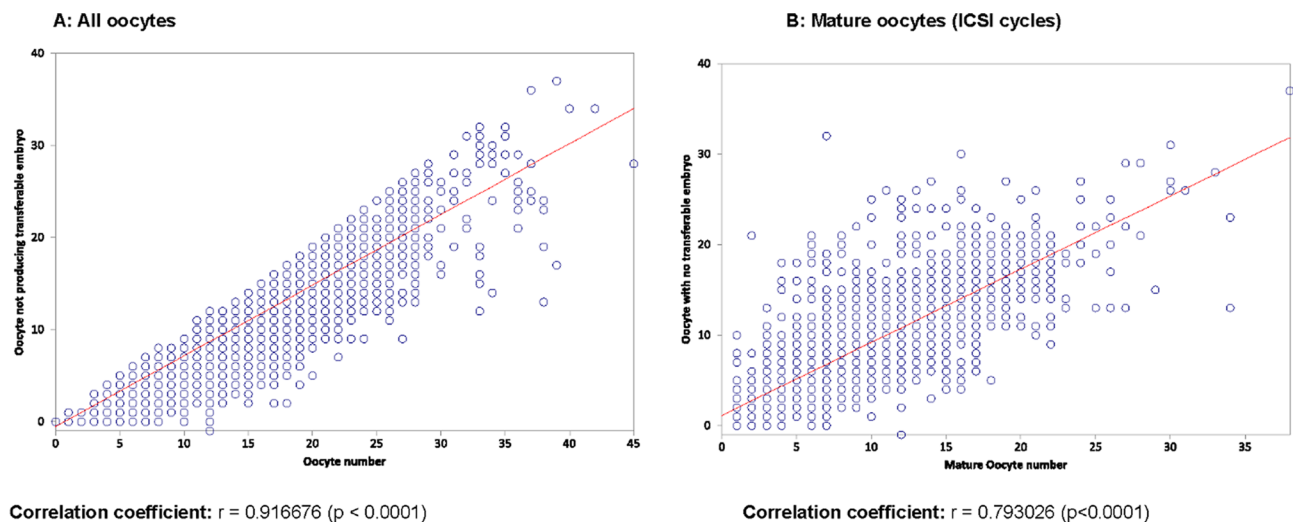 A: All oocytes
B: Mature oocytes (ICSI cycles)
Oocyte not producing transferable embryo
40
30
20
10
0
0 5 10 15 20 25 30 35 40 45
Oocyte number
Oocyte with no transferable embryo
40
30
20
10
0
0 5 10 15 20 25 30 35
Mature Oocyte number
Correlation coefficient: r = 0.916676 (p < 0.0001)
Correlation coefficient: r = 0.793026 (p<0.0001)